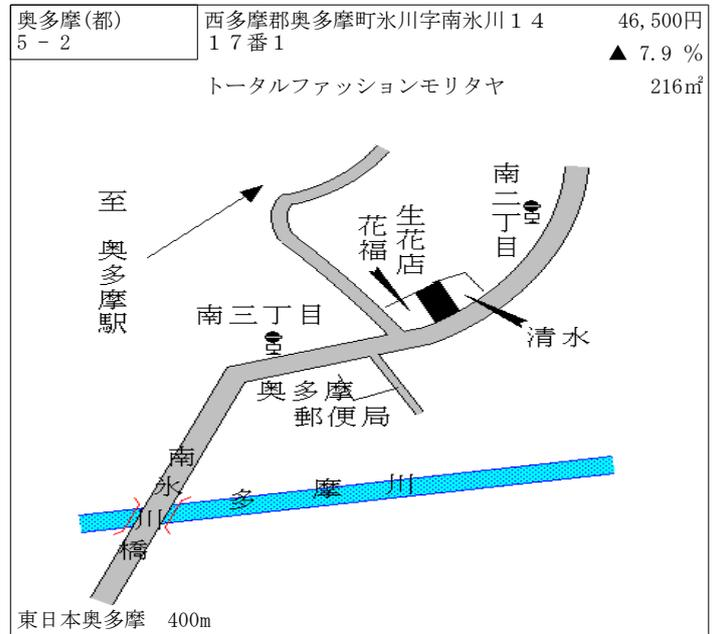 奥多摩(都)
5 - 2
西多摩郡奥多摩町氷川字南氷川１４
１７番１
46,500円
▲ 7.9 %
トータルファッションモリタヤ
216㎡
至 奥多摩駅
南二丁目
生花店
花福
南三丁目
清水
奥多摩
郵便局
南氷川橋
多摩川
東日本奥多摩 400m